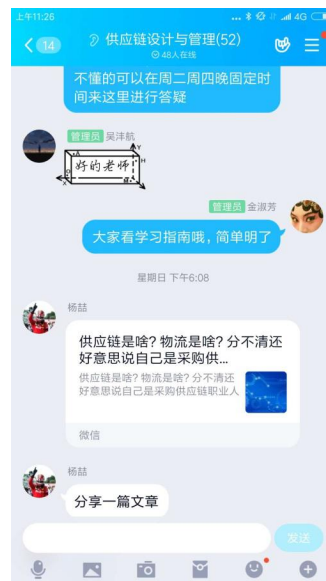 上午11:26
... 4G
14
供应链设计与管理(52)
48人在线
不懂的可以在周二周四晚固定时
间来这里进行答疑
管理员 吴沣航
Y
A
H
好的老师
X
管理员 金淑芳
大家看学习指南哦，简单明了
星期日 下午6:08
杨喆
供应链是啥? 物流是啥? 分不清还
好意思说自己是采购供...
供应链是啥? 物流是啥? 分不清还
好意思说自己是采购供应链职业人
微信
杨喆
分享一篇文章
发送